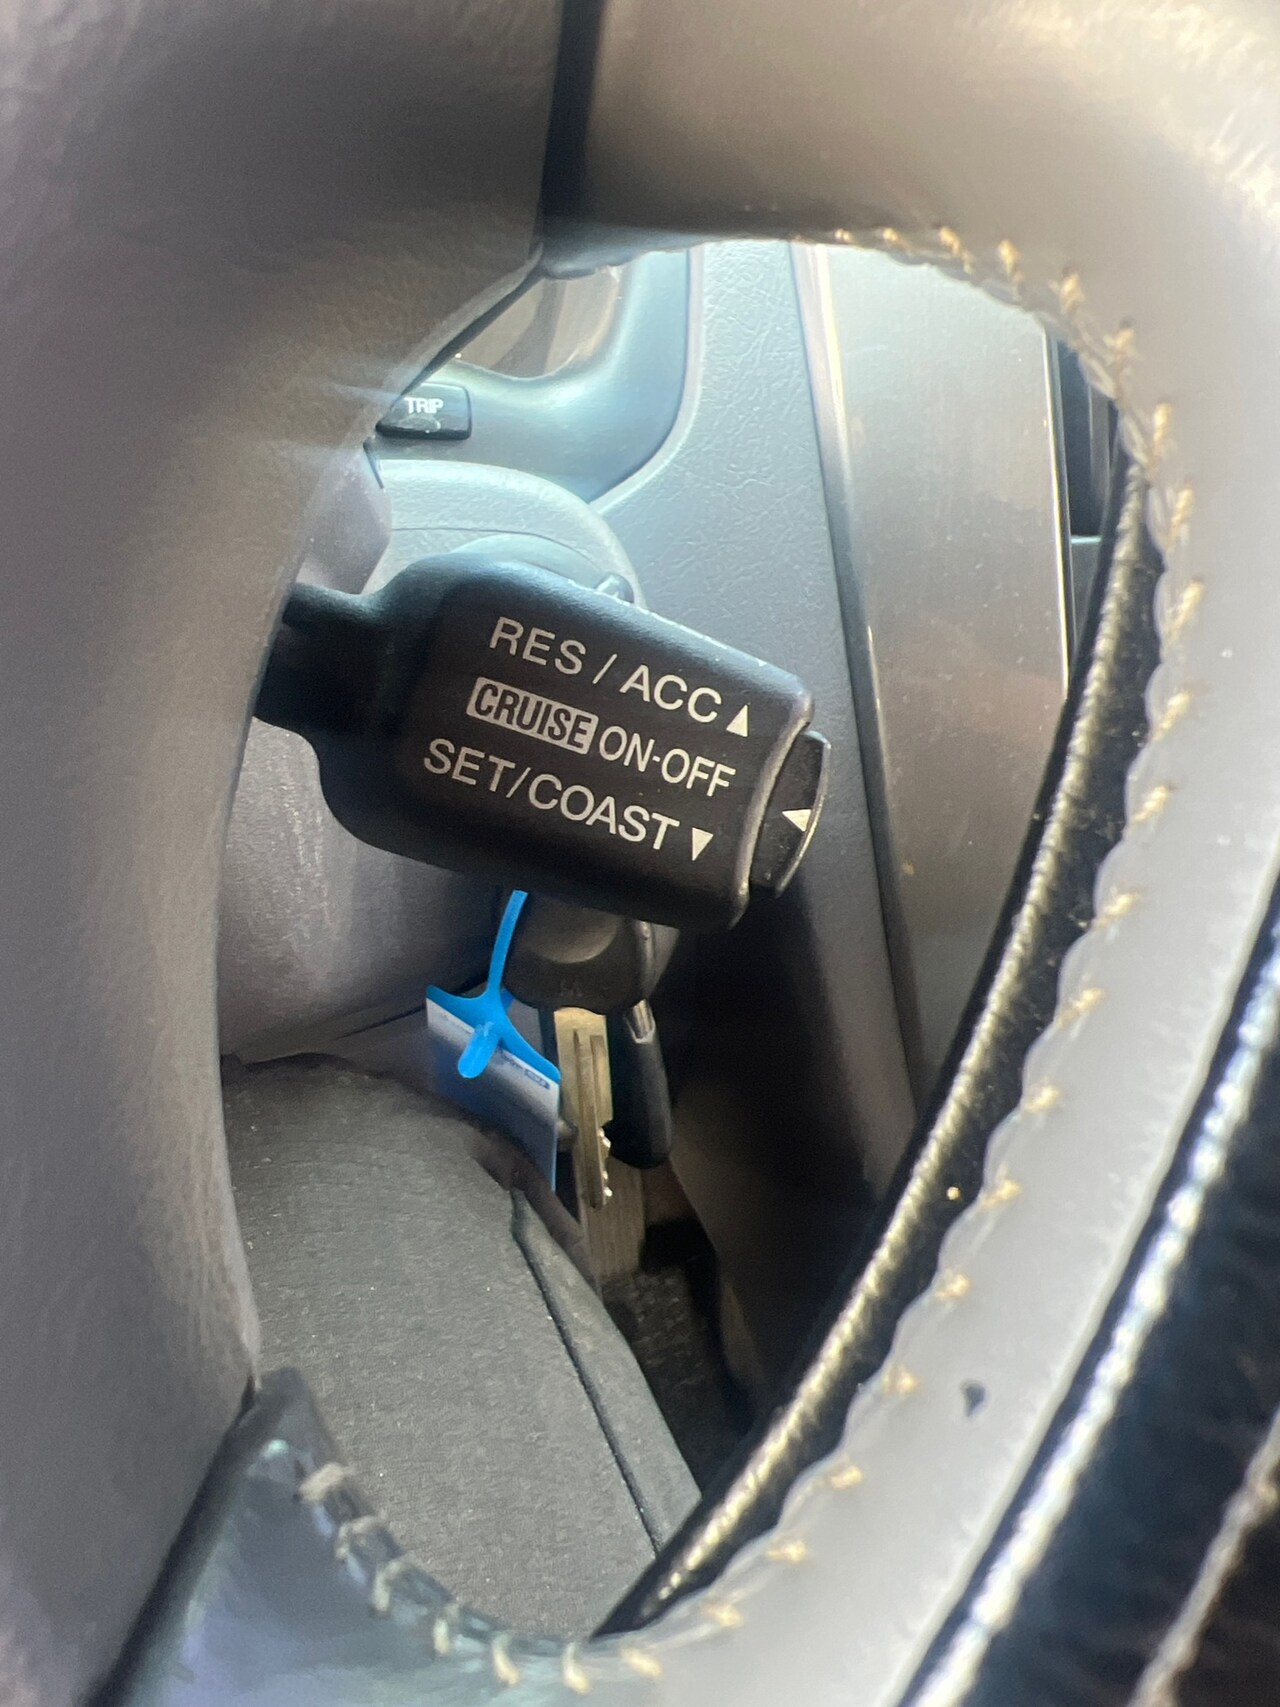 TRIP
RES / ACC ▲
CRUISE ON·OFF
SET/COAST ▼